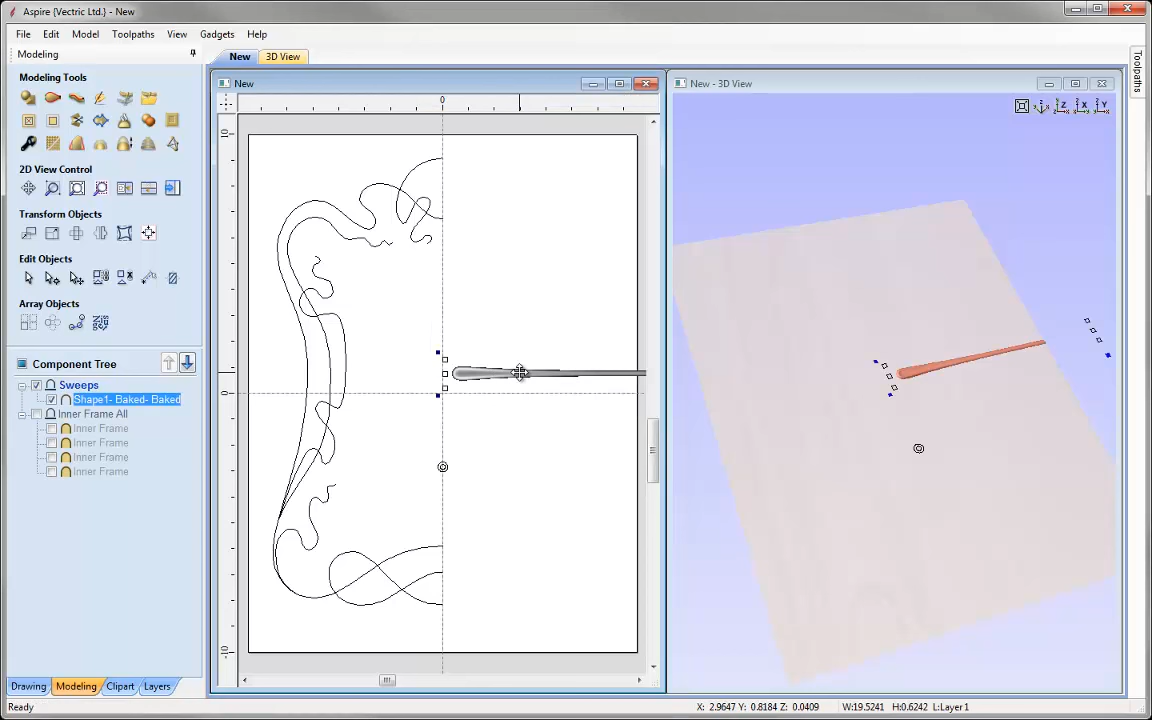 Aspire {Vectric Ltd.} - New
File Edit Model Toolpaths View Gadgets Help
Modeling
New 3D View
Toolpaths
Modeling Tools
2D View Control
Transform Objects
Edit Objects
Array Objects
Component Tree
Sweeps
Shape1- Baked- Baked
Inner Frame All
Inner Frame
Inner Frame
Inner Frame
Inner Frame
Drawing Modeling Clipart Layers
New
0
10
0
-10
New - 3D View
Z X Y
Ready
X: 2.9647 Y: 0.8184 Z: 0.0409
W:19.5241 H:0.6242 L:Layer 1